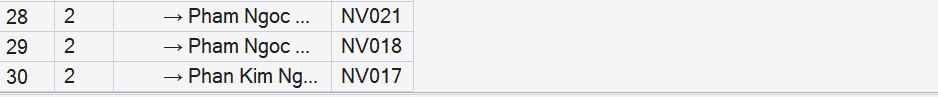 28 2 → Pham Ngoc ... NV021
29 2 → Pham Ngoc ... NV018
30 2 → Phan Kim Ng... NV017